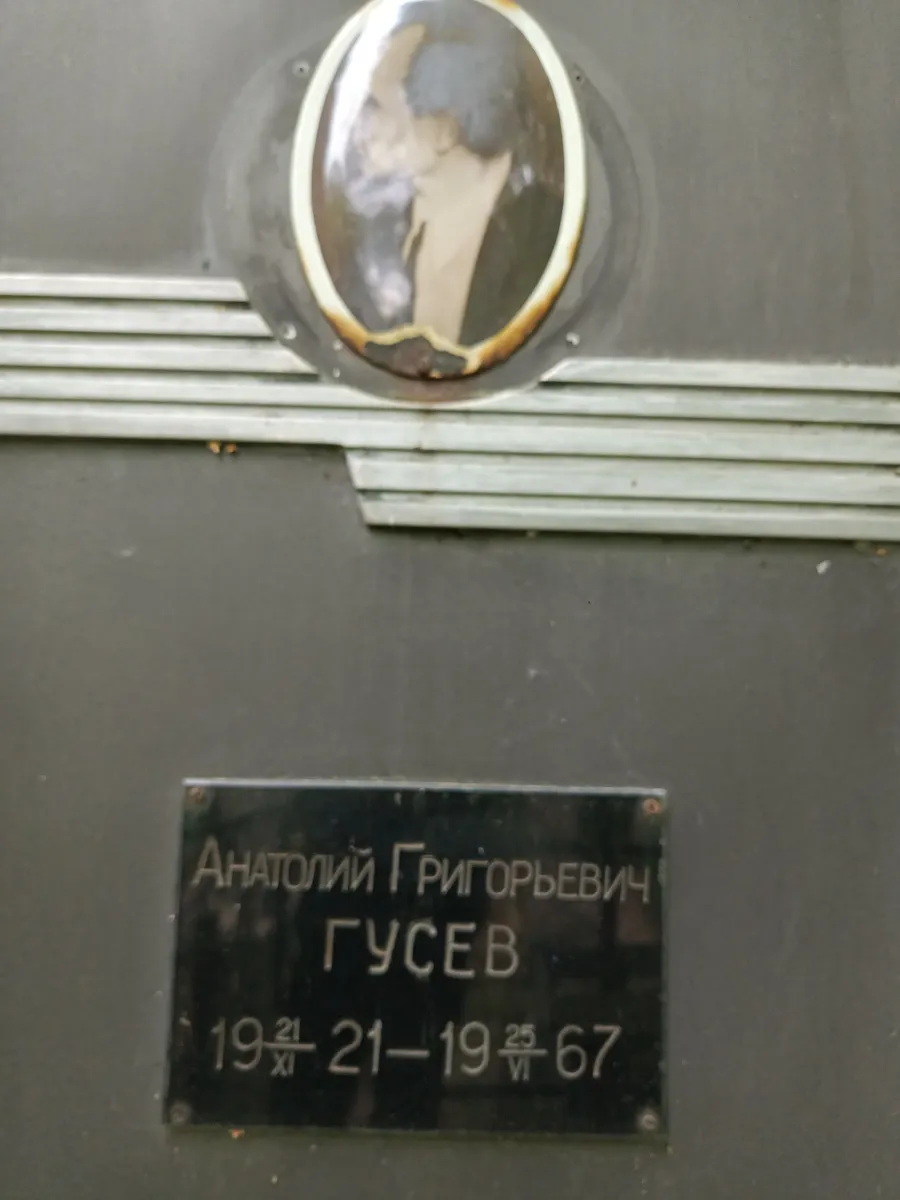 Анатолий Григорьевич
ГУСЕВ
19 21/XI 21 — 19 25/VI 67